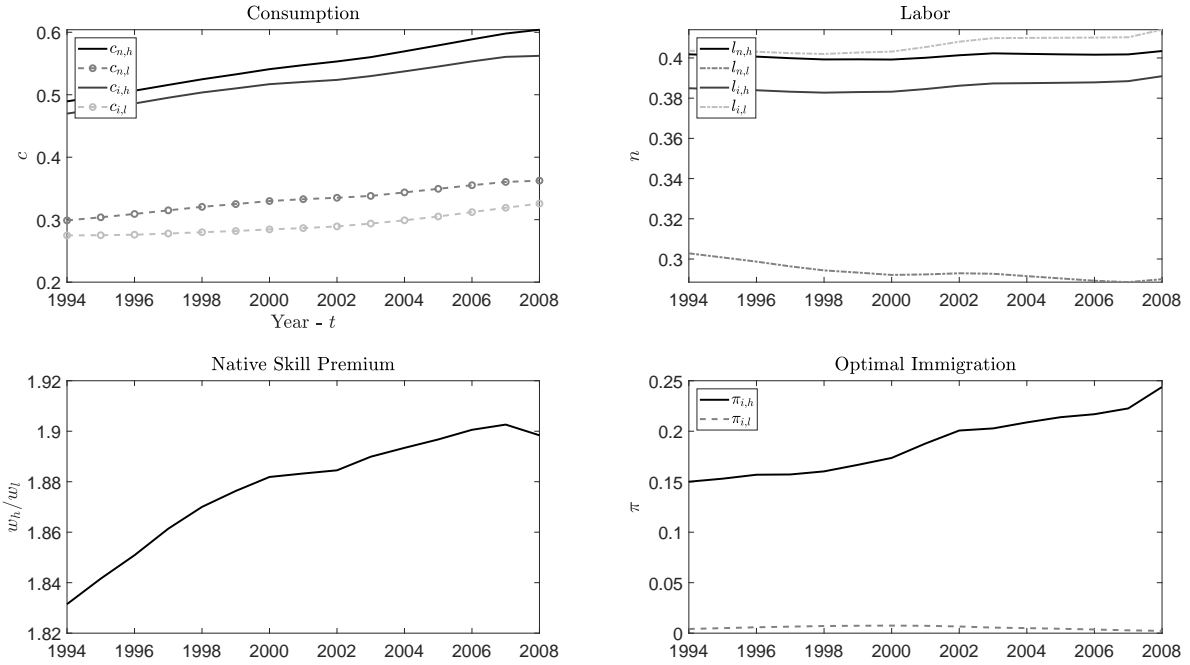 Consumption
0.6
0.5
0.4
0.3
0.2
c
c_{n,h}
c_{n,l}
c_{i,h}
c_{i,l}
1994 1996 1998 2000 2002 2004 2006 2008
Year - t
Labor
0.4
0.38
0.36
0.34
0.32
0.3
n
l_{n,h}
l_{n,l}
l_{i,h}
l_{i,l}
1994 1996 1998 2000 2002 2004 2006 2008
Native Skill Premium
1.92
1.9
1.88
1.86
1.84
1.82
w_h/w_l
1994 1996 1998 2000 2002 2004 2006 2008
Optimal Immigration
0.25
0.2
0.15
0.1
0.05
0
π
π_{i,h}
π_{i,l}
1994 1996 1998 2000 2002 2004 2006 2008